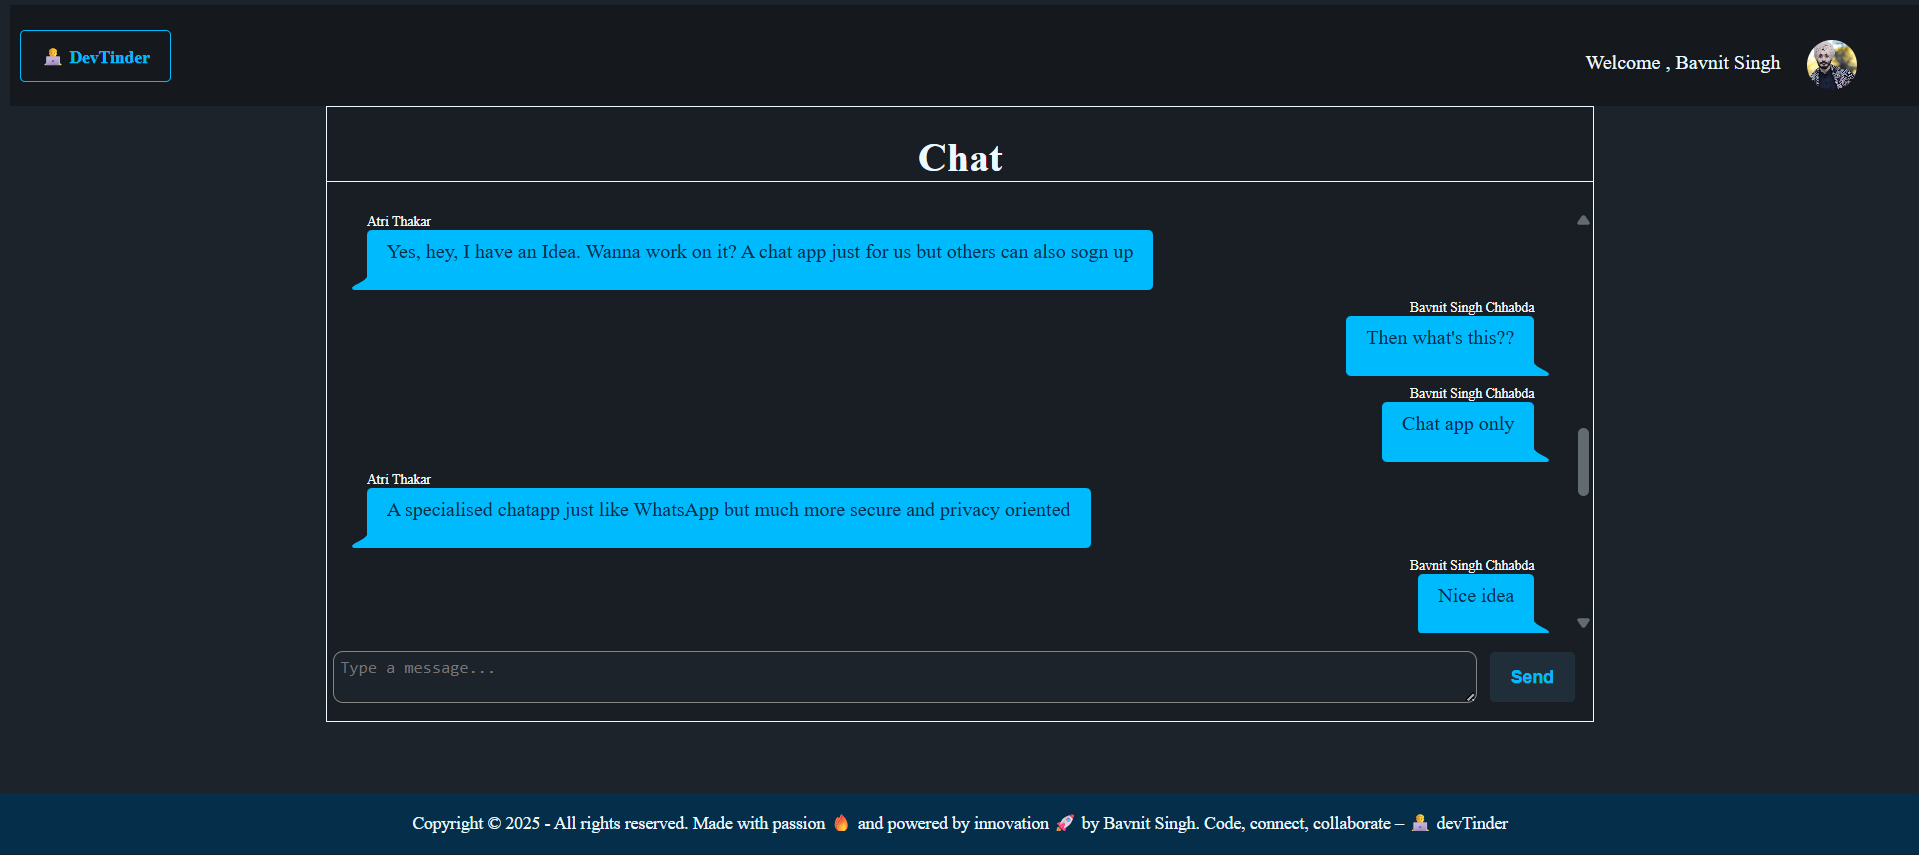 🧑‍💻 DevTinder
Welcome , Bavnit Singh
Chat
Atri Thakar
Yes, hey, I have an Idea. Wanna work on it? A chat app just for us but others can also sogn up
Bavnit Singh Chhabda
Then what's this??
Bavnit Singh Chhabda
Chat app only
Atri Thakar
A specialised chatapp just like WhatsApp but much more secure and privacy oriented
Bavnit Singh Chhabda
Nice idea
Type a message...
Send
Copyright © 2025 - All rights reserved. Made with passion 🔥 and powered by innovation 🚀 by Bavnit Singh. Code, connect, collaborate – 🧑‍💻 devTinder